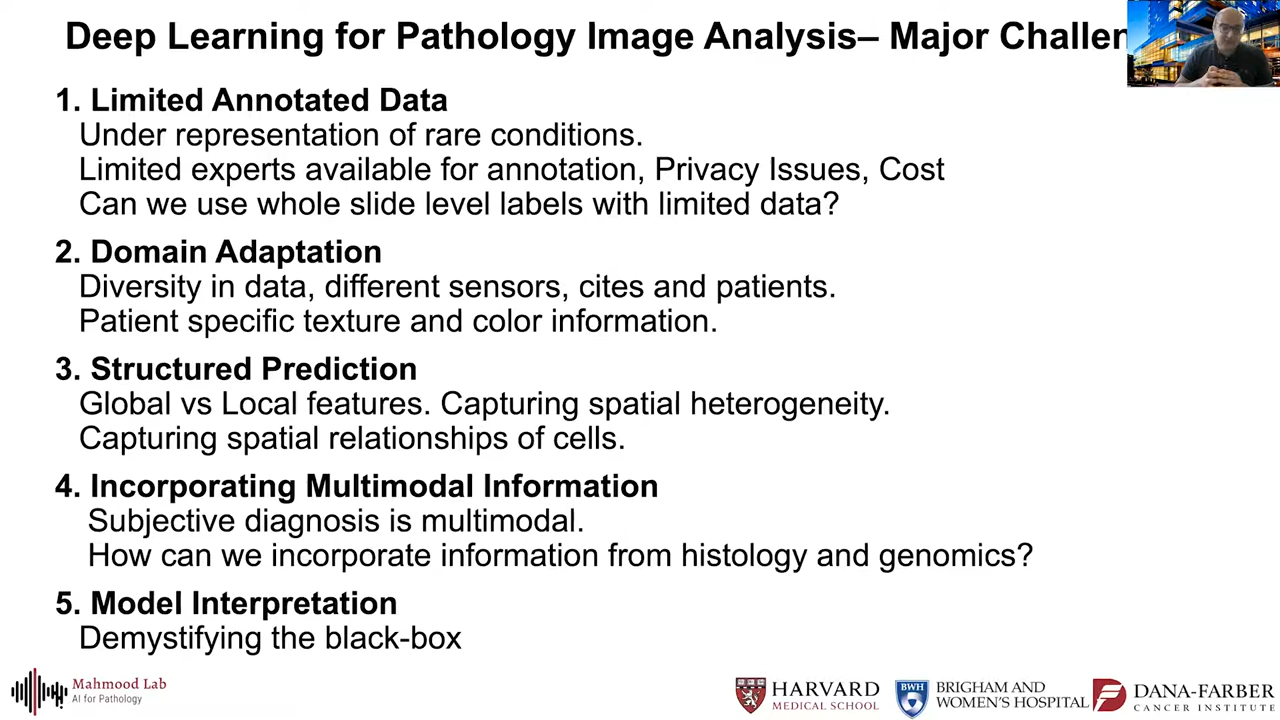 Deep Learning for Pathology Image Analysis– Major Challen
1. Limited Annotated Data
Under representation of rare conditions.
Limited experts available for annotation, Privacy Issues, Cost
Can we use whole slide level labels with limited data?
2. Domain Adaptation
Diversity in data, different sensors, cites and patients.
Patient specific texture and color information.
3. Structured Prediction
Global vs Local features. Capturing spatial heterogeneity.
Capturing spatial relationships of cells.
4. Incorporating Multimodal Information
Subjective diagnosis is multimodal.
How can we incorporate information from histology and genomics?
5. Model Interpretation
Demystifying the black-box
Mahmood Lab
AI for Pathology
HARVARD
MEDICAL SCHOOL
BWH
BRIGHAM AND
WOMEN'S HOSPITAL
DANA-FARBER
CANCER INSTITUTE